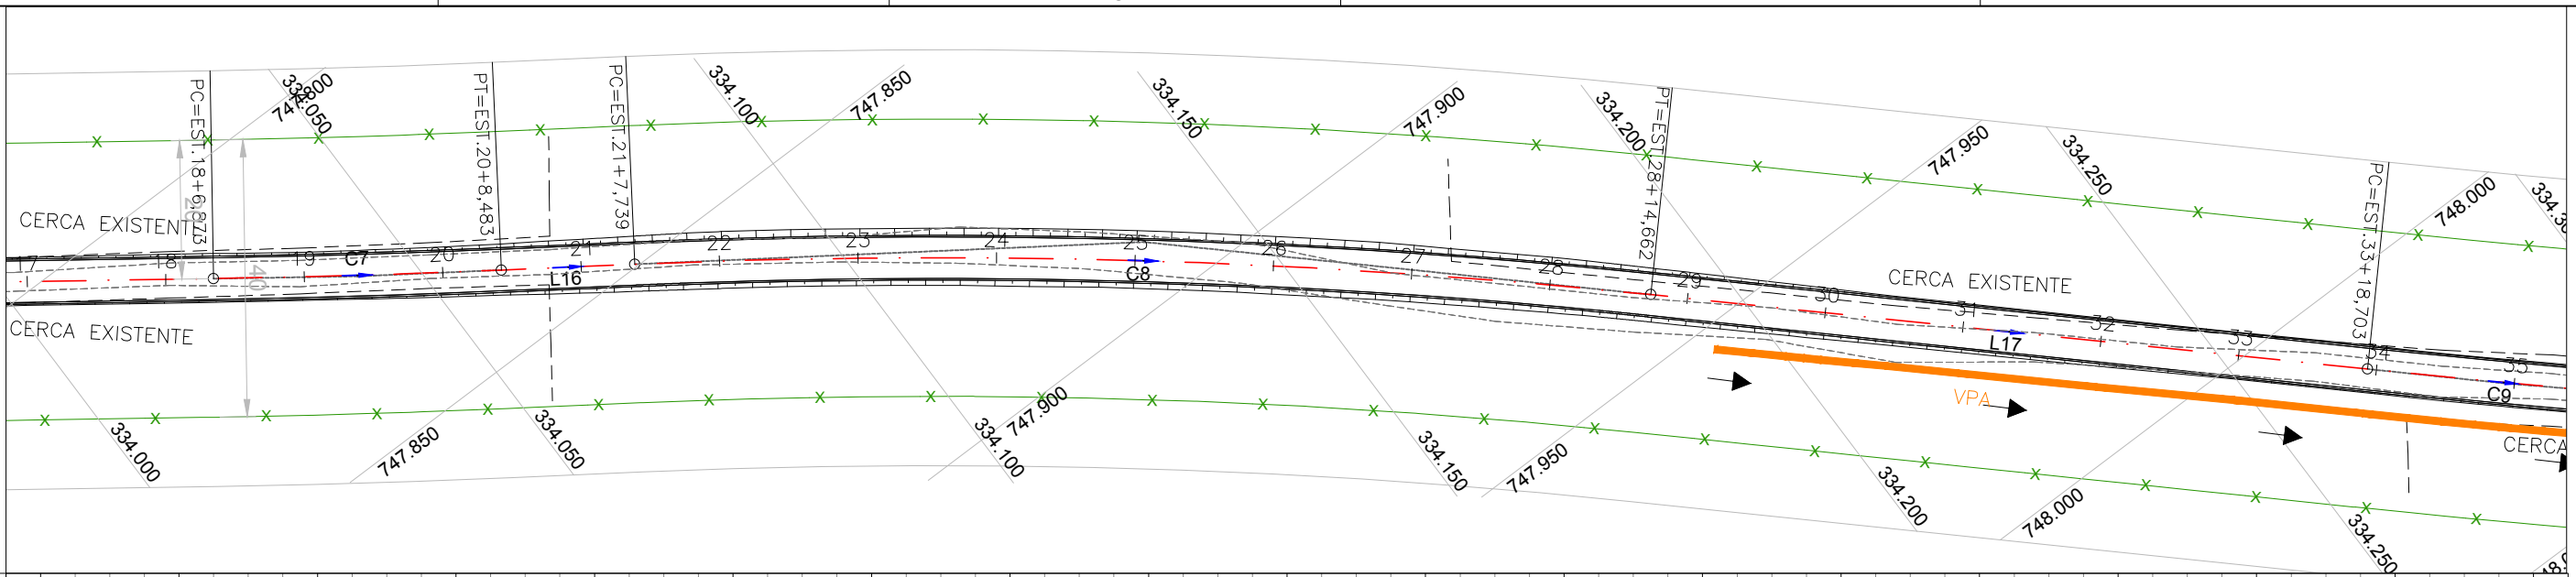 PC=EST.18+6,873
747.800
334.050
PT=EST.20+8,483
PC=EST.21+7,739
334.100
747.850
334.150
747.900
334.200
PT=EST.28+14,662
747.950
334.250
PC=EST.33+18,703
748.000
CERCA EXISTENTE
20
40
17
18
19
C7
20
21
L16
22
23
24
25
C8
26
27
28
29
CERCA EXISTENTE
30
31
L17
32
33
34
35
C9
CERCA EXISTENTE
VPA
CERCA
334.000
747.850
334.050
334.100
747.900
334.150
747.950
334.200
748.000
334.250